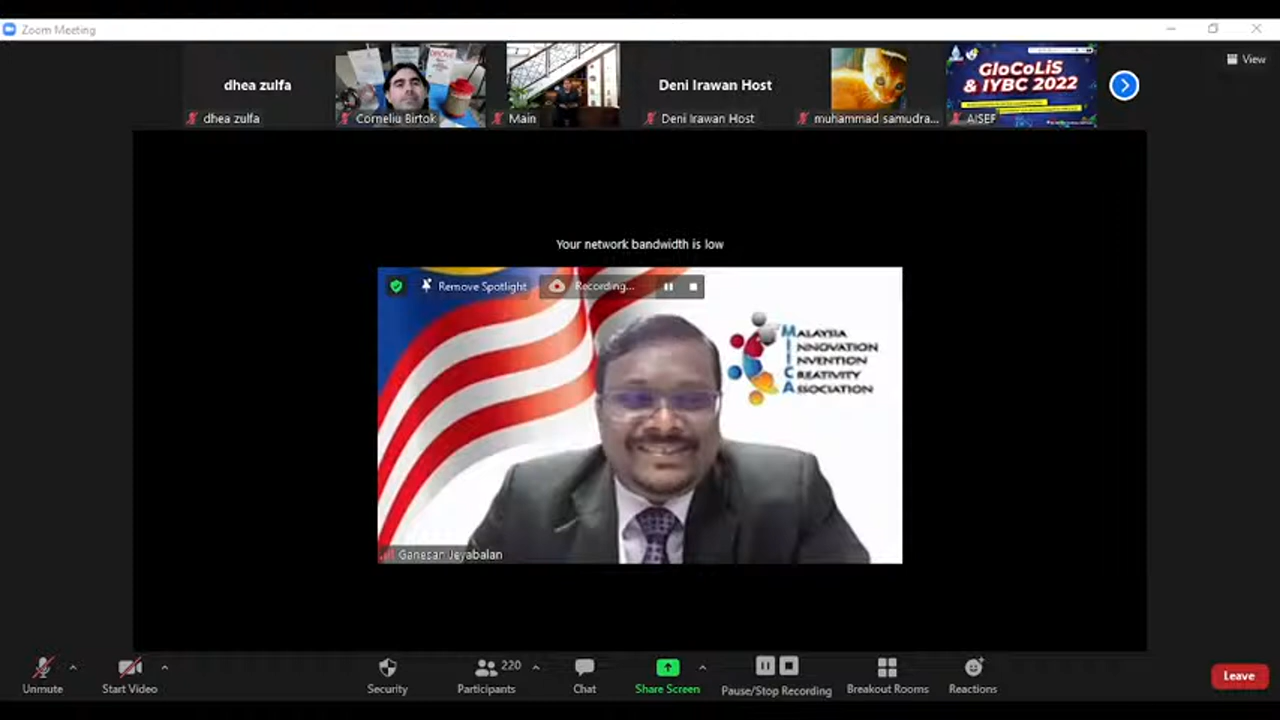 Zoom Meeting
View
dhea zulfa
dhea zulfa
Corneliu Birtok
Main
Deni Irawan Host
Deni Irawan Host
muhammad samudra...
GloCoLiS
& IYBC 2022
AISEF
Your network bandwidth is low
Remove Spotlight
Recording...
MALAYSIA
INNOVATION
INVENTION
CREATIVITY
ASSOCIATION
Ganesan Jeyabalan
Unmute
Start Video
Security
220
Participants
Chat
Share Screen
Pause/Stop Recording
Breakout Rooms
Reactions
Leave